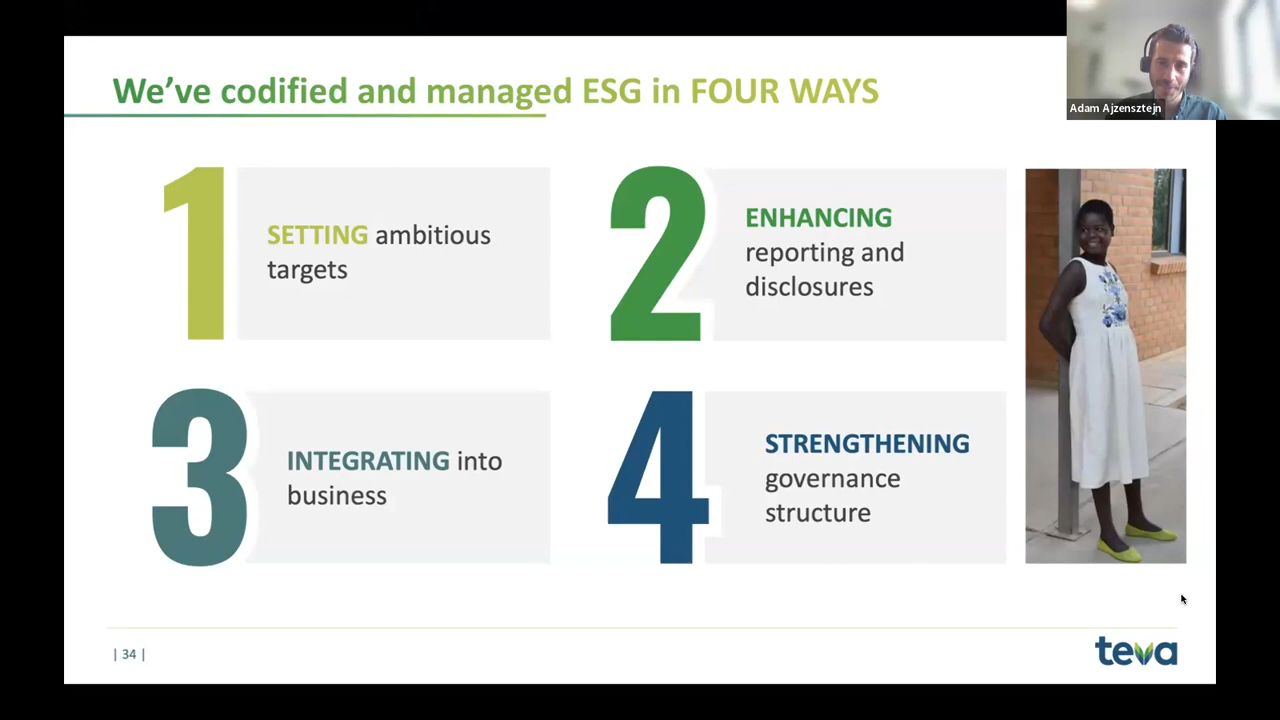 We've codified and managed ESG in FOUR WAYS
Adam Ajzensztejn
1
SETTING ambitious
targets
2
ENHANCING
reporting and
disclosures
3
INTEGRATING into
business
4
STRENGTHENING
governance
structure
| 34 |
teva